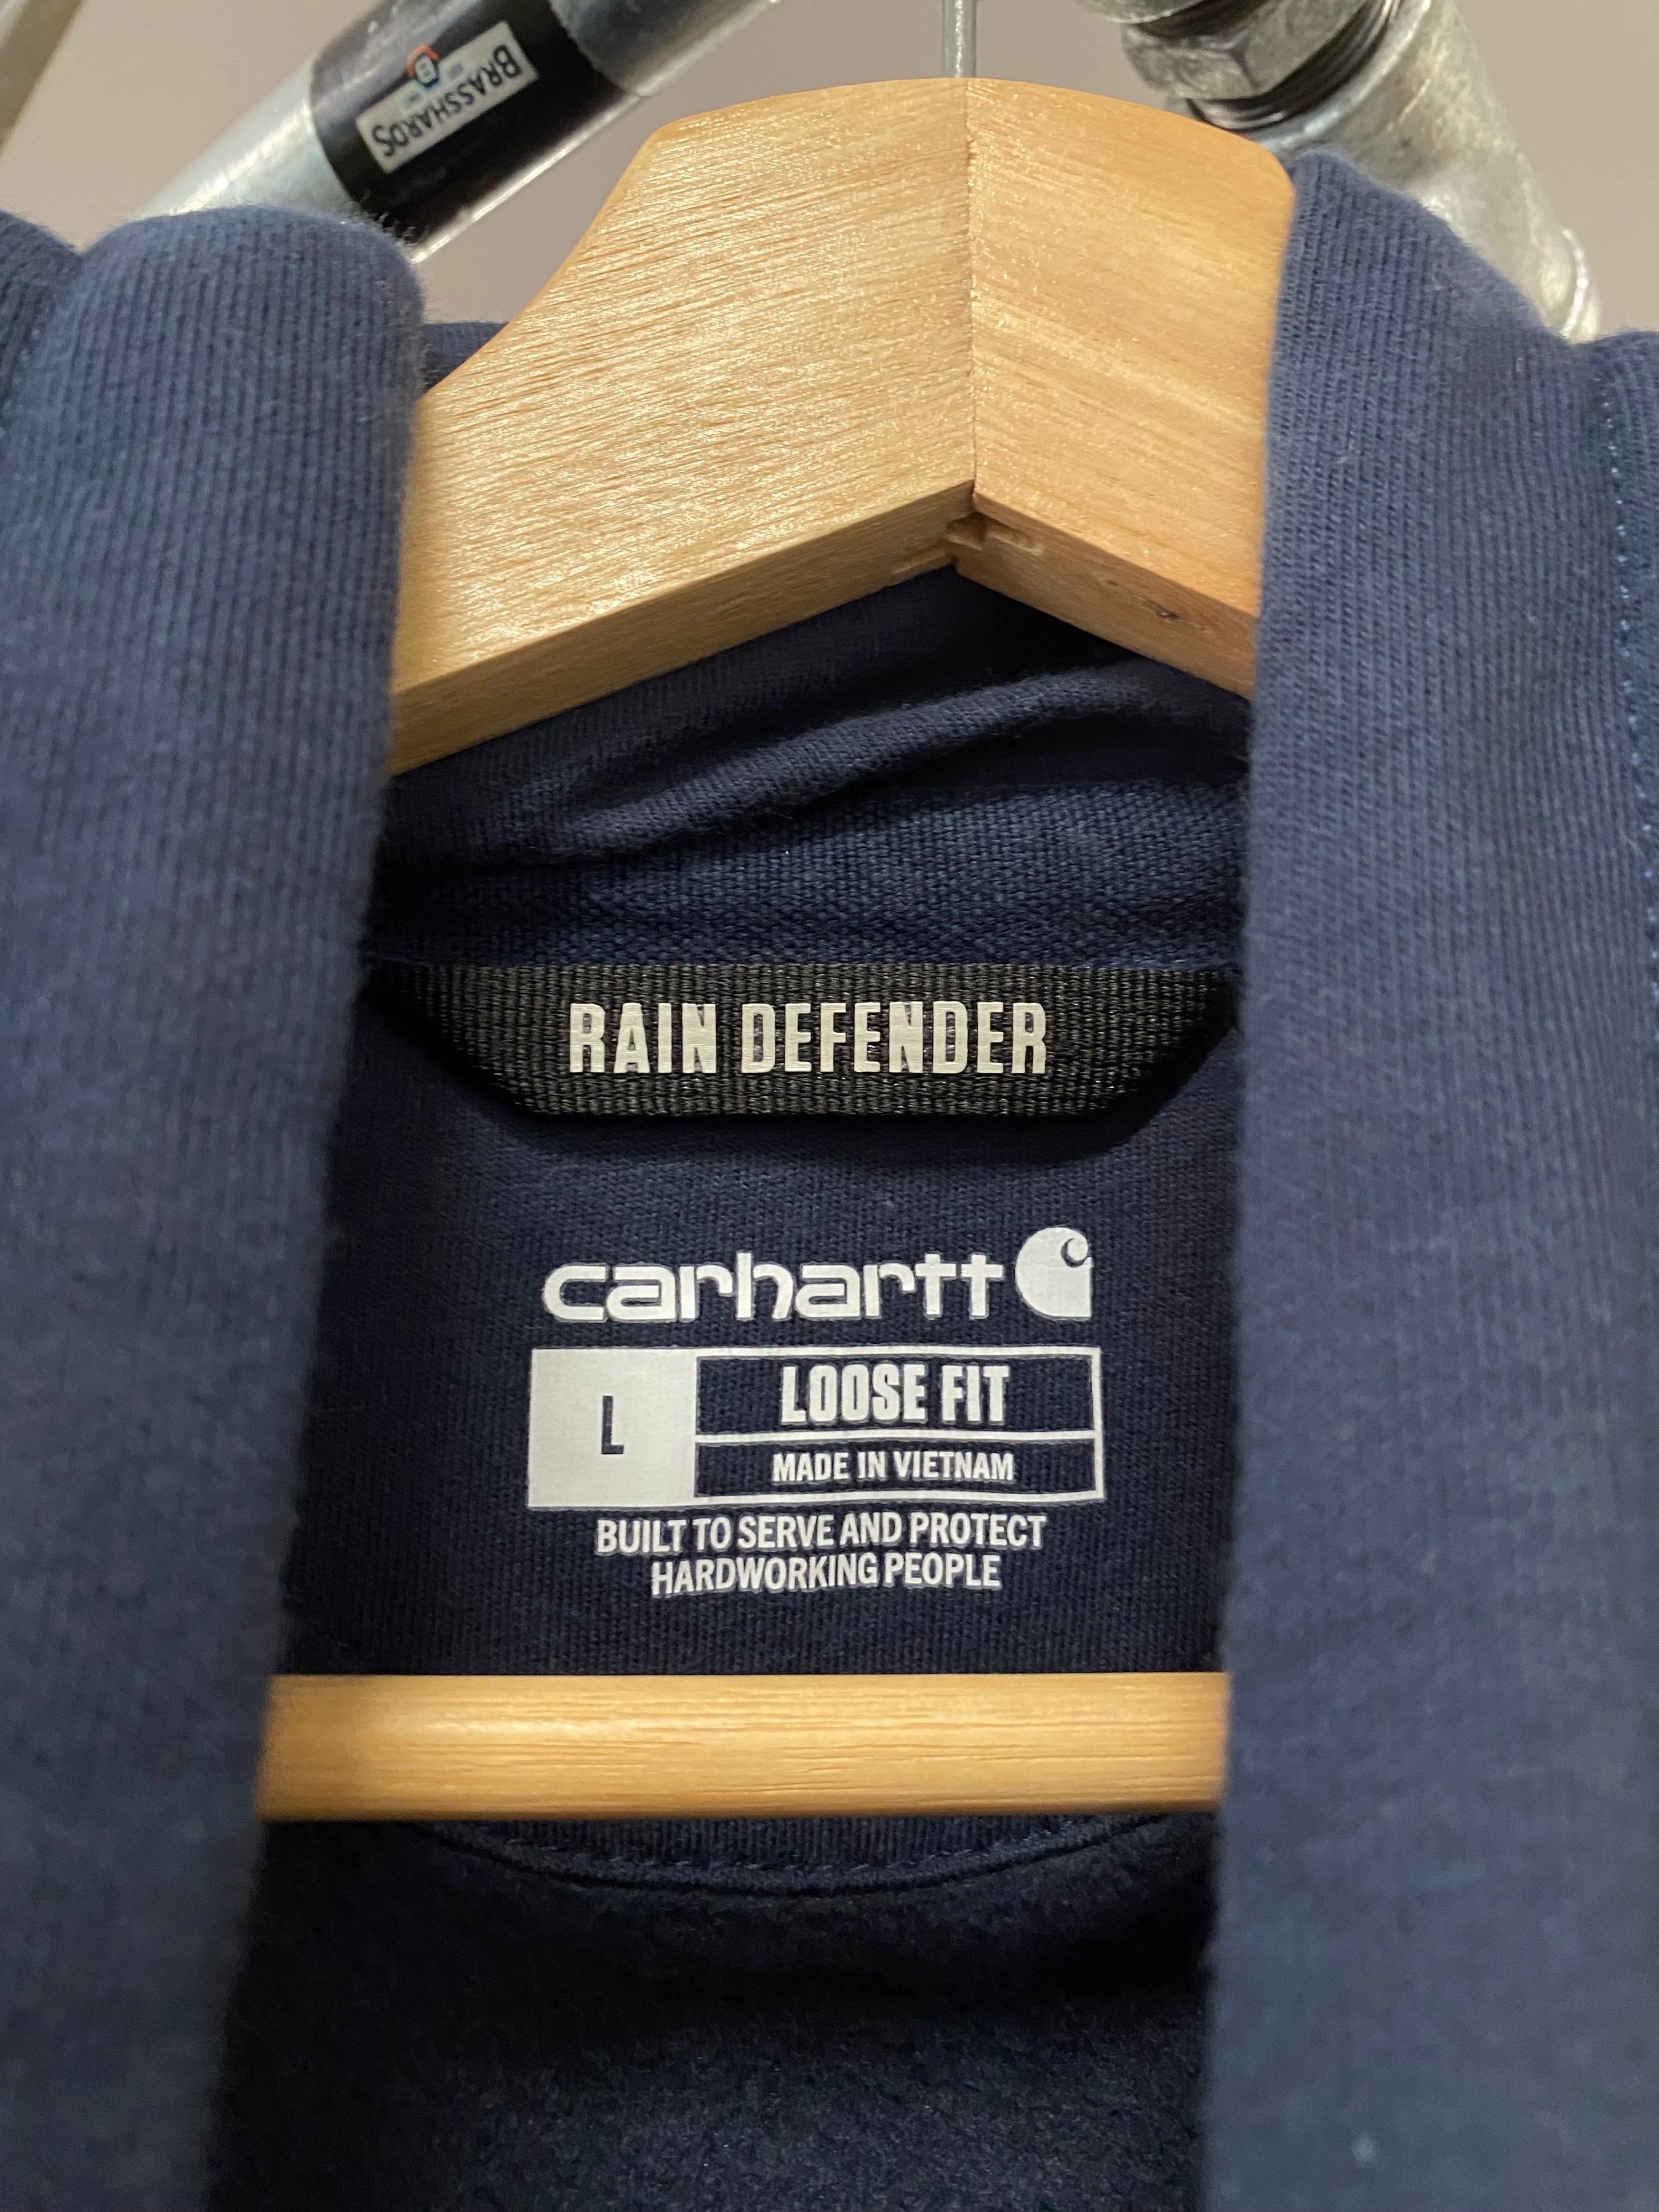 BRASSHARDS
RAIN DEFENDER
carhartt
L
LOOSE FIT
MADE IN VIETNAM
BUILT TO SERVE AND PROTECT
HARDWORKING PEOPLE